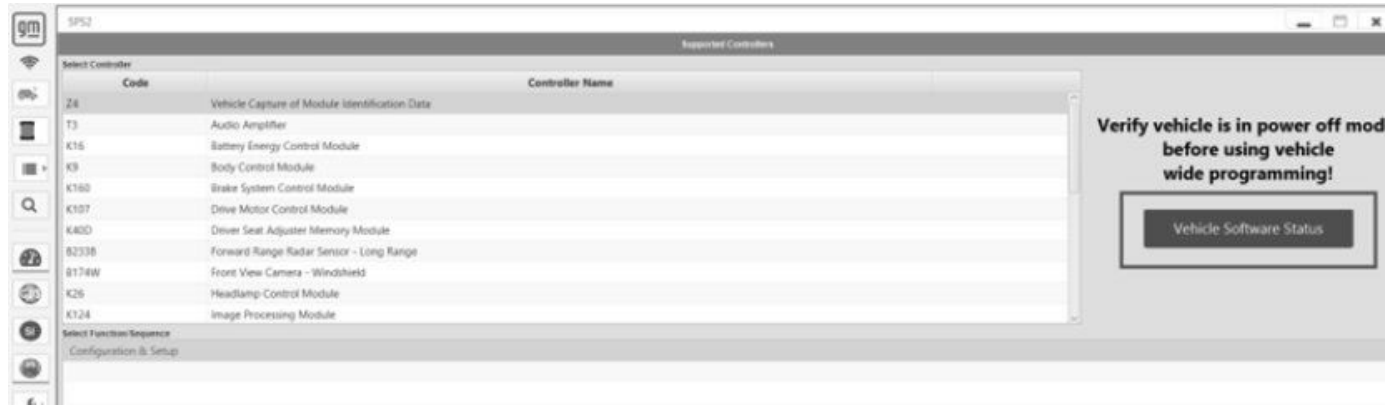 gm
SPS2
Supported Controllers
Select Controller
Code Controller Name
Z4 Vehicle Capture of Module Identification Data
T3 Audio Amplifier
K16 Battery Energy Control Module
K9 Body Control Module
K160 Brake System Control Module
K107 Drive Motor Control Module
K40D Driver Seat Adjuster Memory Module
B233B Forward Range Radar Sensor - Long Range
B174W Front View Camera - Windshield
K26 Headlamp Control Module
K124 Image Processing Module
Select Function/Sequence
Configuration & Setup
Verify vehicle is in power off mod
before using vehicle
wide programming!
Vehicle Software Status
SI